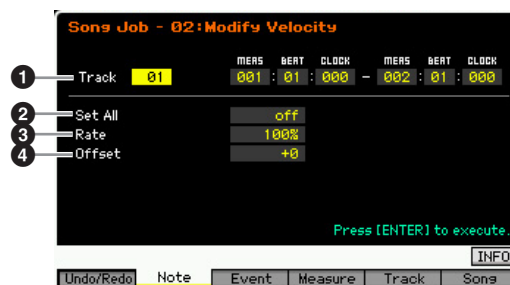 Song Job - 02:Modify Velocity
MEAS BEAT CLOCK MEAS BEAT CLOCK
1 Track 01 001 : 01 : 000 - 002 : 01 : 000
2 Set All off
3 Rate 100%
4 Offset +0
Press [ENTER] to execute.
INFO
Undo/Redo Note Event Measure Track Song